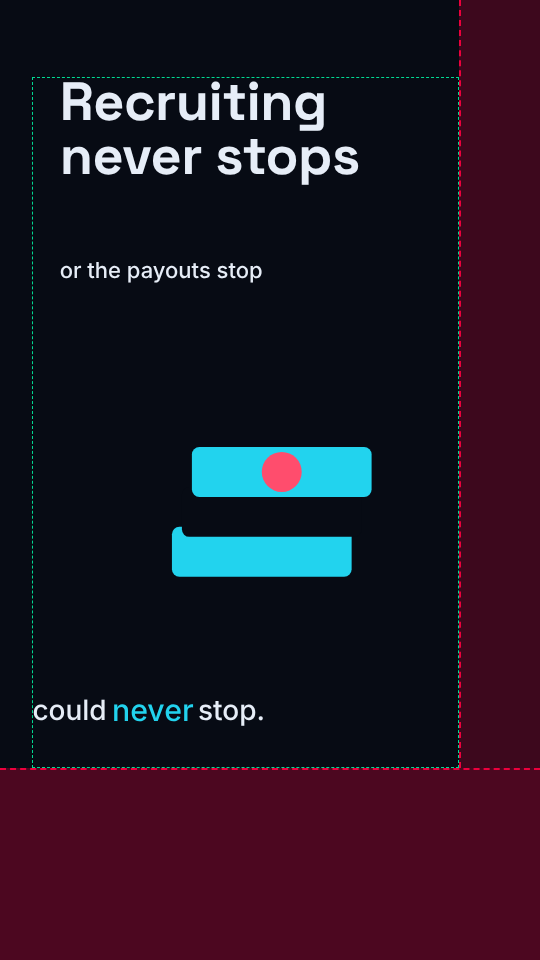 Recruiting
never stops
or the payouts stop
could never stop.